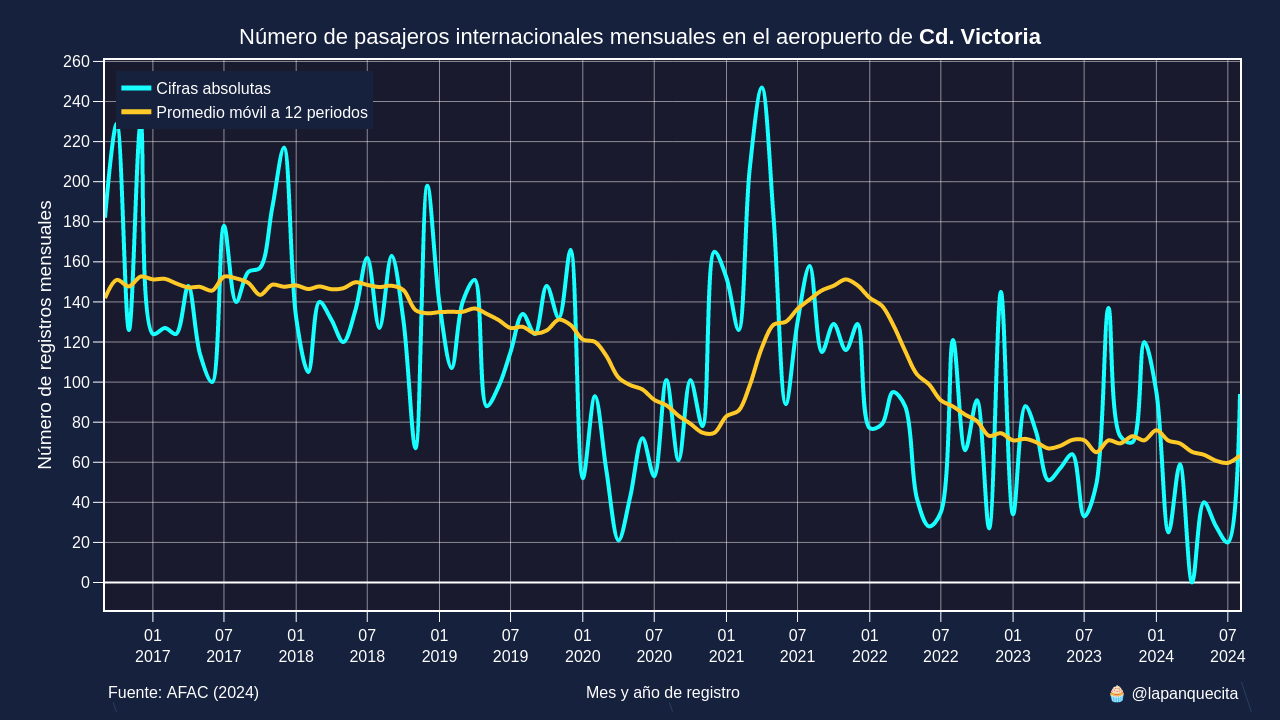 Número de pasajeros internacionales mensuales en el aeropuerto de Cd. Victoria
Cifras absolutas
Promedio móvil a 12 periodos
Número de registros mensuales
260
240
220
200
180
160
140
120
100
80
60
40
20
0
01 07 01 07 01 07 01 07 01 07 01 07 01 07 01 07
2017 2017 2018 2018 2019 2019 2020 2020 2021 2021 2022 2022 2023 2023 2024 2024
Fuente: AFAC (2024) Mes y año de registro 🧁 @lapanquecita